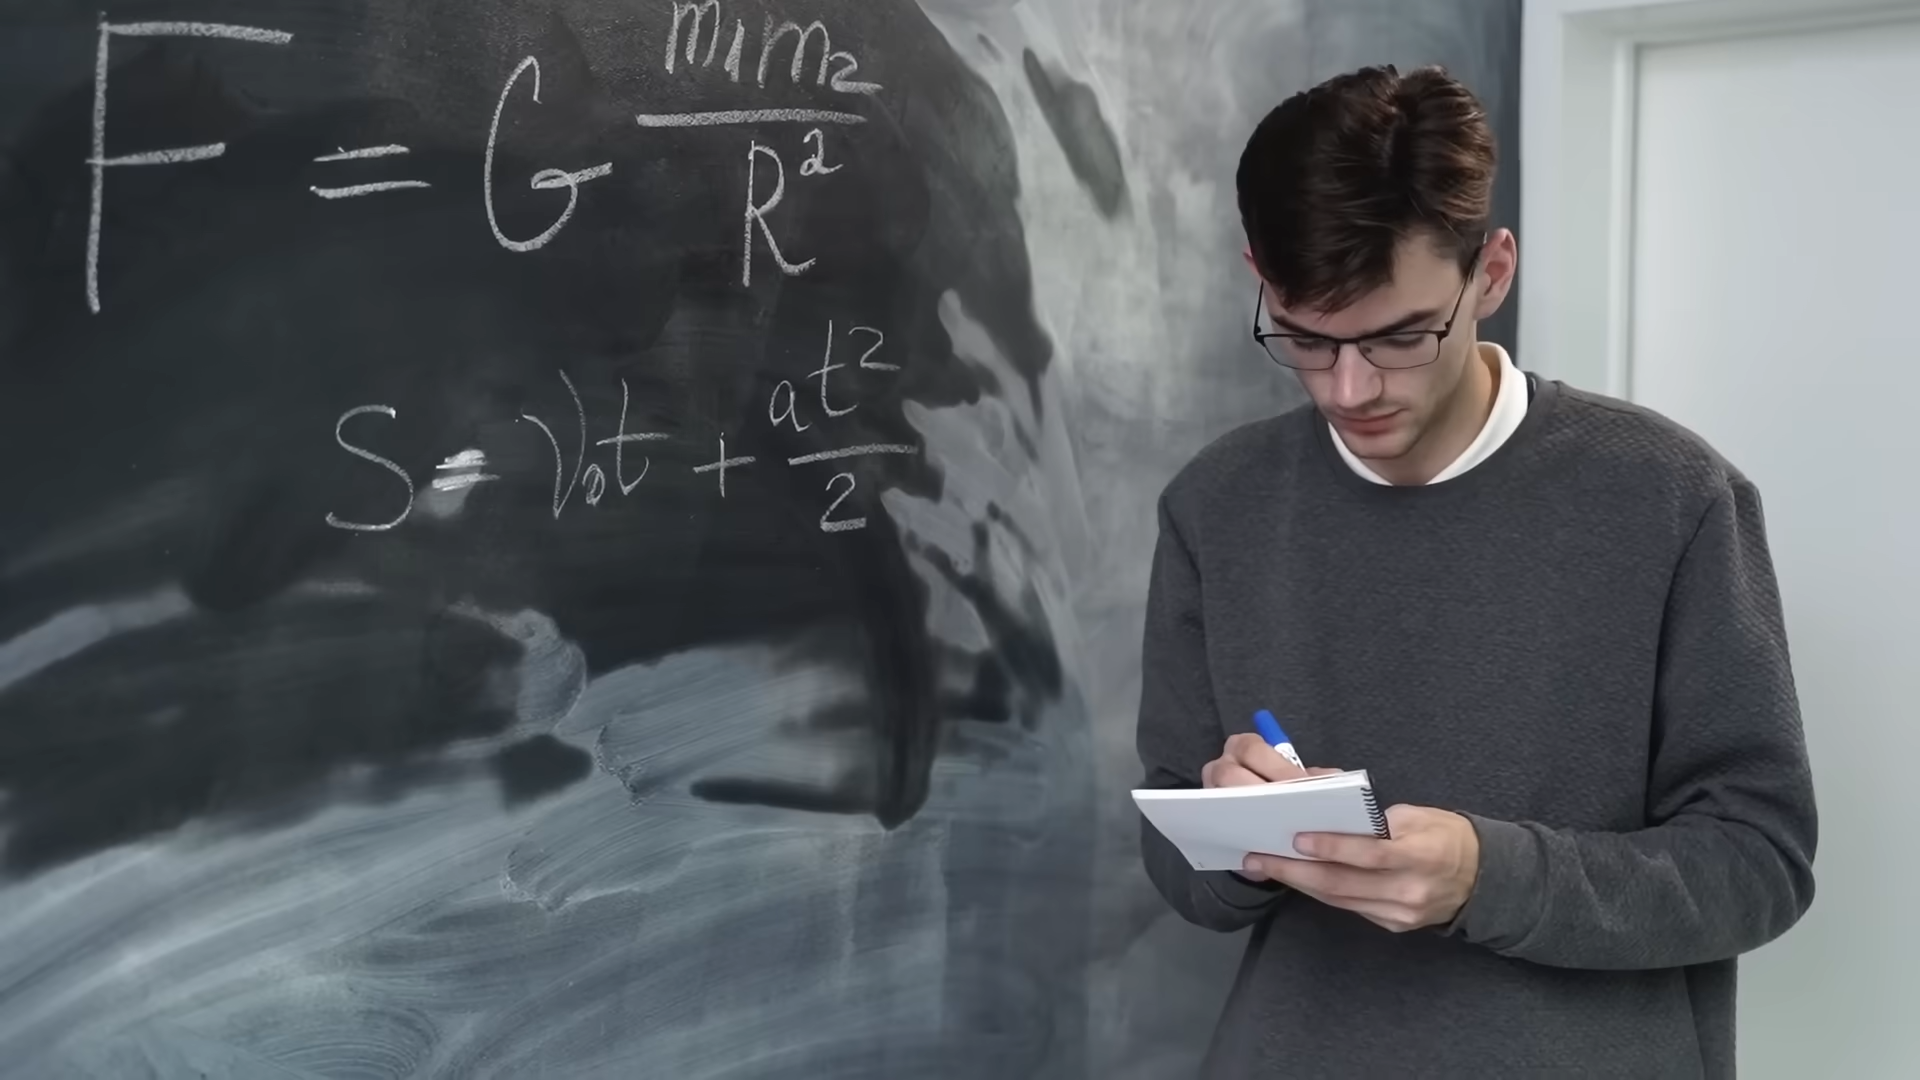 F = G m₁m₂/R²
S = V₀t + at²/2